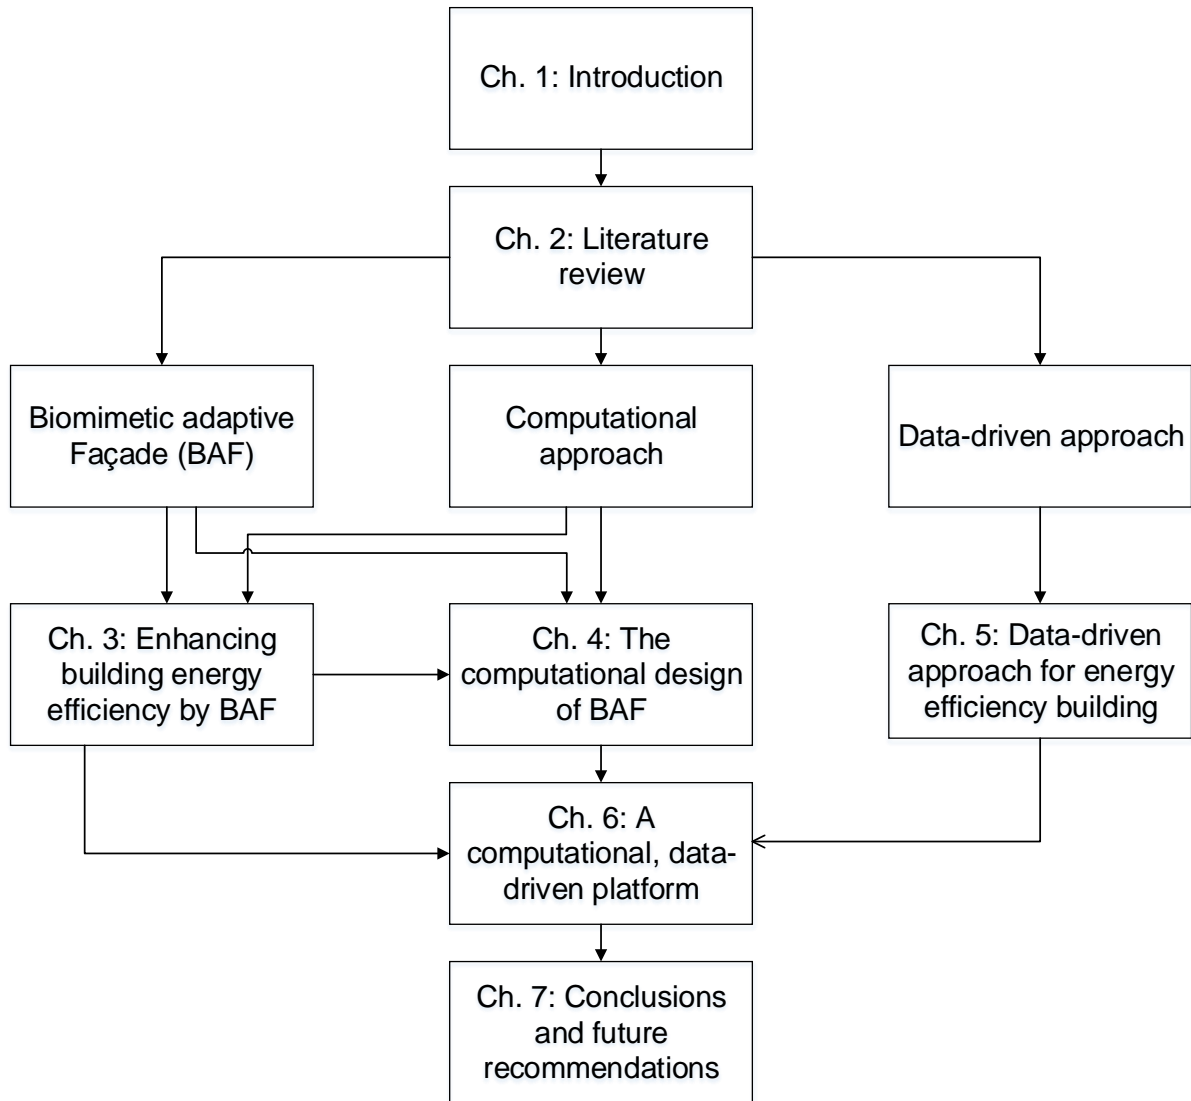 Ch. 1: Introduction
Ch. 2: Literature
review
Biomimetic adaptive
Façade (BAF)
Computational
approach
Data-driven approach
Ch. 3: Enhancing
building energy
efficiency by BAF
Ch. 4: The
computational design
of BAF
Ch. 5: Data-driven
approach for energy
efficiency building
Ch. 6: A
computational, data-
driven platform
Ch. 7: Conclusions
and future
recommendations